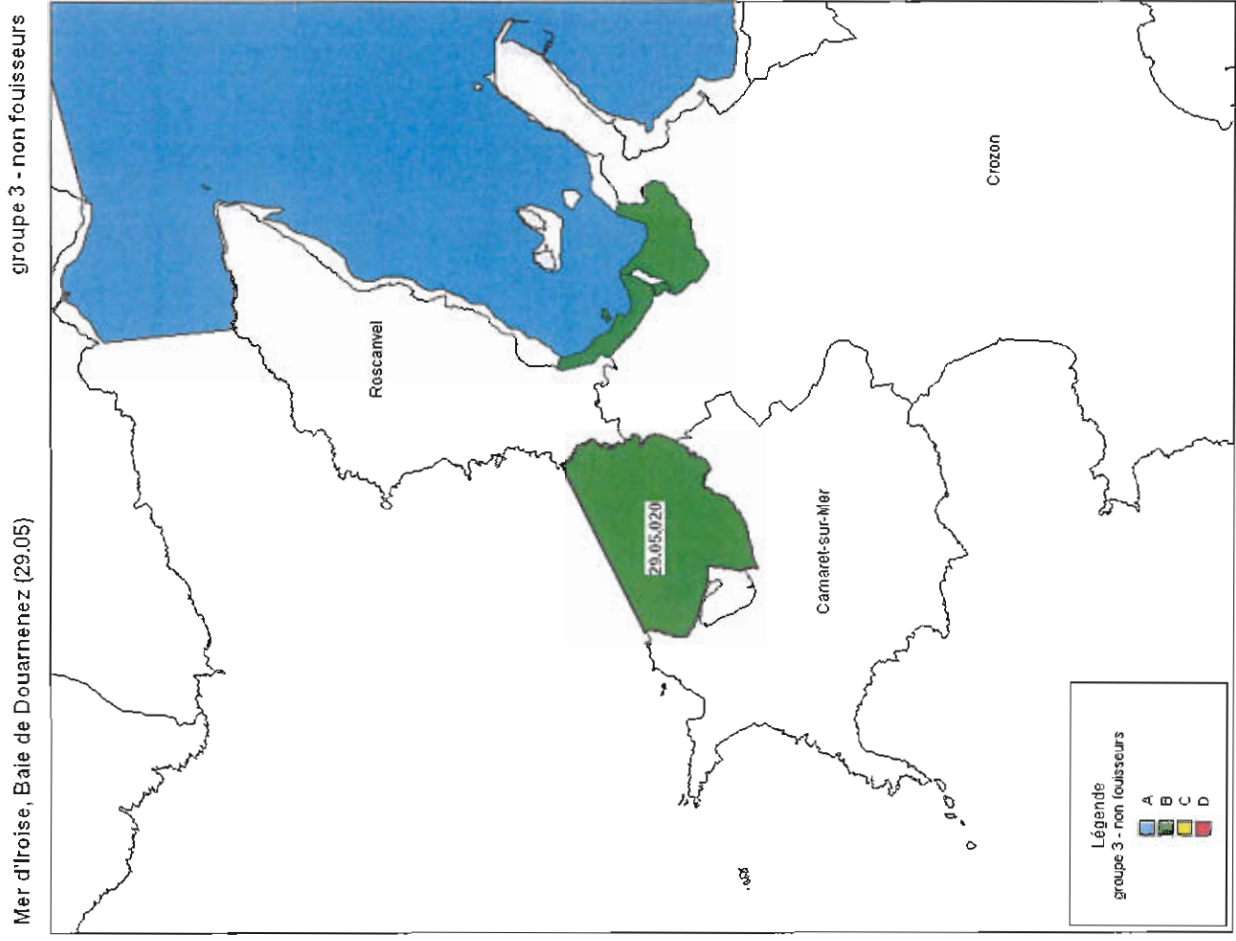 Mer d'Iroise, Baie de Douarnenez (29.05)
groupe 3 - non fouisseurs
Roscanvel
Crozon
29.05.020
Camaret-sur-Mer
Légende
groupe 3 - non fouisseurs
A
B
C
D